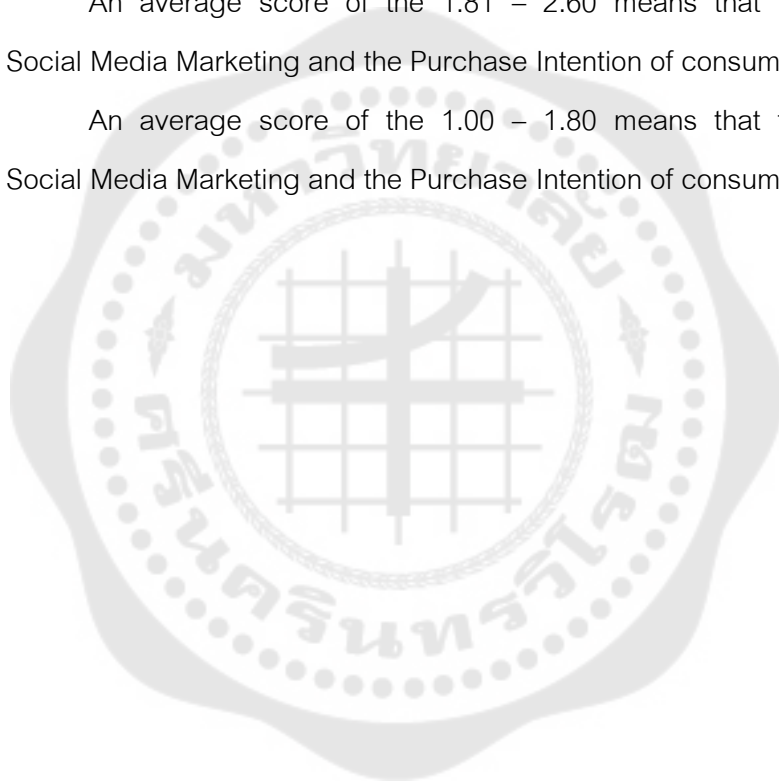 An average score of the 1.81 – 2.60 means that
Social Media Marketing and the Purchase Intention of consum
An average score of the 1.00 – 1.80 means that
Social Media Marketing and the Purchase Intention of consum
มหาวิทยาลัย
ศรีนครินทรวิโรฒ